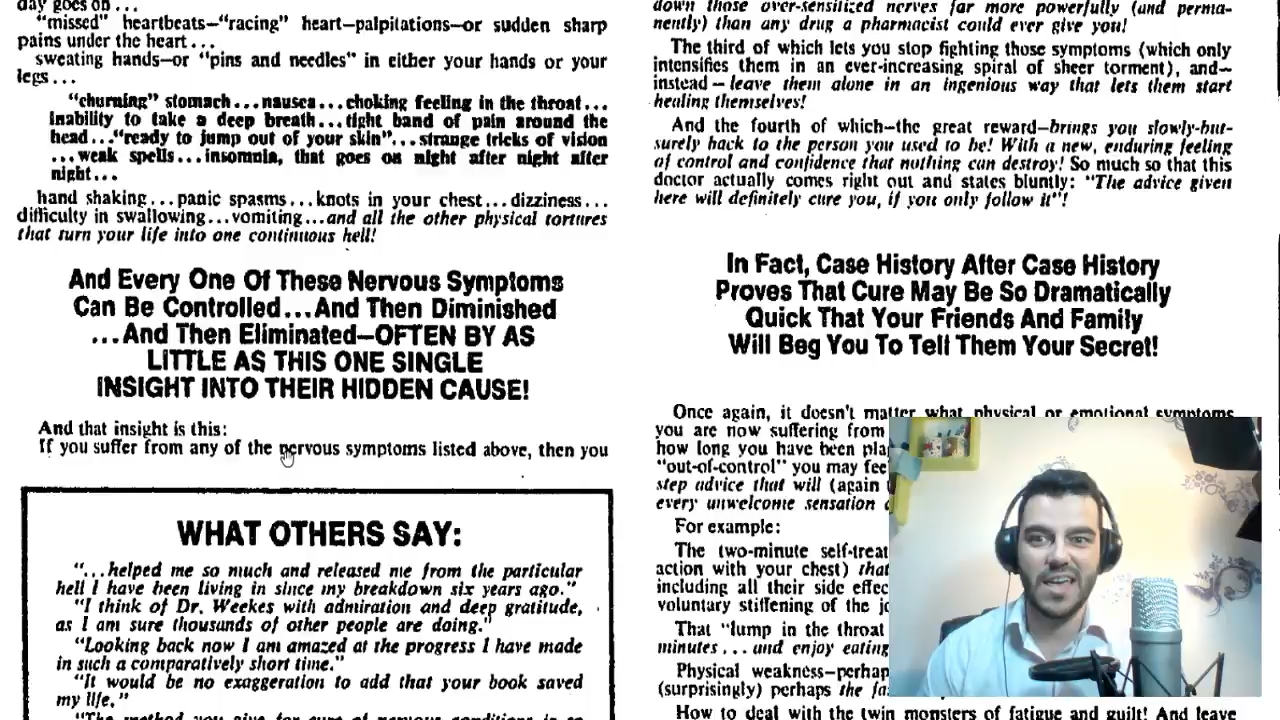 day goes on...
"missed" heartbeats—"racing" heart—palpitations—or sudden sharp
pains under the heart...
sweating hands—or "pins and needles" in either your hands or your
legs...
"churning" stomach...nausea...choking feeling in the throat...
inability to take a deep breath...tight band of pain around the
head..."ready to jump out of your skin"...strange tricks of vision
...weak spells...insomnia, that goes on night after night after
night...
hand shaking...panic spasms...knots in your chest...dizziness...
difficulty in swallowing...vomiting...and all the other physical tortures
that turn your life into one continuous hell!
And Every One Of These Nervous Symptoms
Can Be Controlled...And Then Diminished
...And Then Eliminated—OFTEN BY AS
LITTLE AS THIS ONE SINGLE
INSIGHT INTO THEIR HIDDEN CAUSE!
And that insight is this:
If you suffer from any of the nervous symptoms listed above, then you
WHAT OTHERS SAY:
"...helped me so much and released me from the particular
hell I have been living in since my breakdown six years ago."
"I think of Dr. Weekes with admiration and deep gratitude,
as I am sure thousands of other people are doing."
"Looking back now I am amazed at the progress I have made
in such a comparatively short time."
"It would be no exaggeration to add that your book saved
my life."
"The method you give for cure of nervous conditions is so
down those over-sensitized nerves far more powerfully (and perma-
nently) than any drug a pharmacist could ever give you!
The third of which lets you stop fighting those symptoms (which only
intensifies them in an ever-increasing spiral of sheer torment), and—
instead—leave them alone in an ingenious way that lets them start
healing themselves!
And the fourth of which—the great reward—brings you slowly-but-
surely back to the person you used to be! With a new, enduring feeling
of control and confidence that nothing can destroy! So much so that this
doctor actually comes right out and states bluntly: "The advice given
here will definitely cure you, if you only follow it"!
In Fact, Case History After Case History
Proves That Cure May Be So Dramatically
Quick That Your Friends And Family
Will Beg You To Tell Them Your Secret!
Once again, it doesn't matter what physical or emotional symptoms
you are now suffering from
how long you have been pla
"out-of-control" you may fee
step advice that will (again
every unwelcome sensation
For example:
The two-minute self-treat
action with your chest) that
including all their side effec
voluntary stiffening of the jo
That "lump in the throat
minutes...and enjoy eating
Physical weakness—perhap
(surprisingly) perhaps the fa
How to deal with the twin monsters of fatigue and guilt! And leave